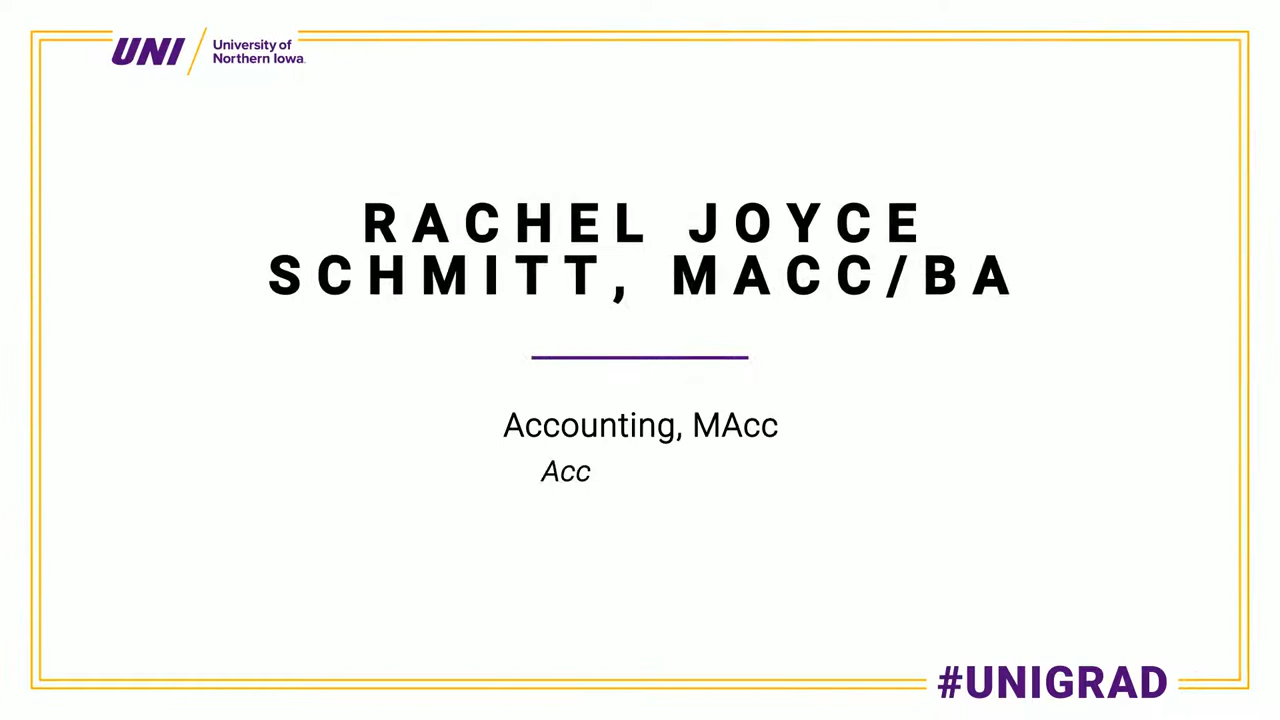 UNI
University of
Northern Iowa
RACHEL JOYCE
SCHMITT, MACC/BA
Accounting, MAcc
Acc
#UNIGRAD